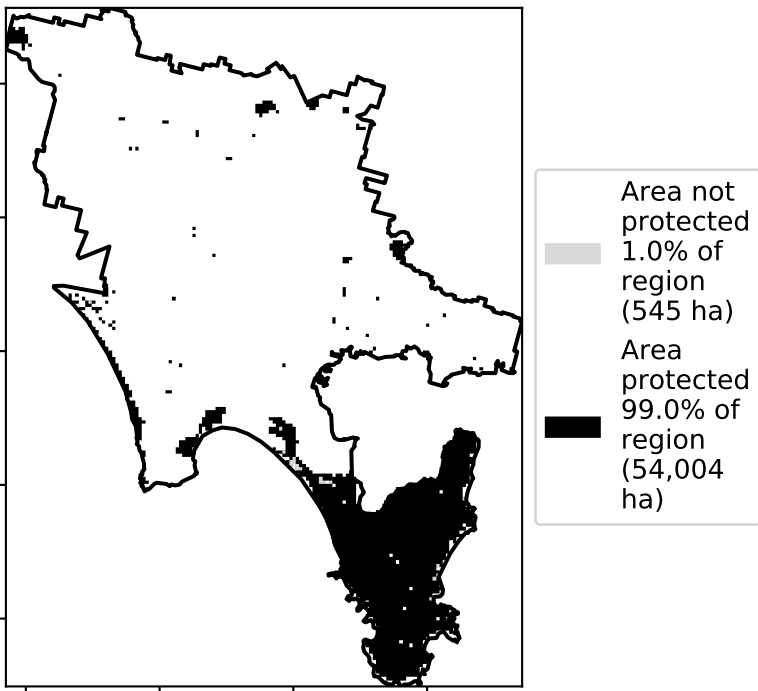 Area not
protected
1.0% of
region
(545 ha)
Area
protected
99.0% of
region
(54,004
ha)